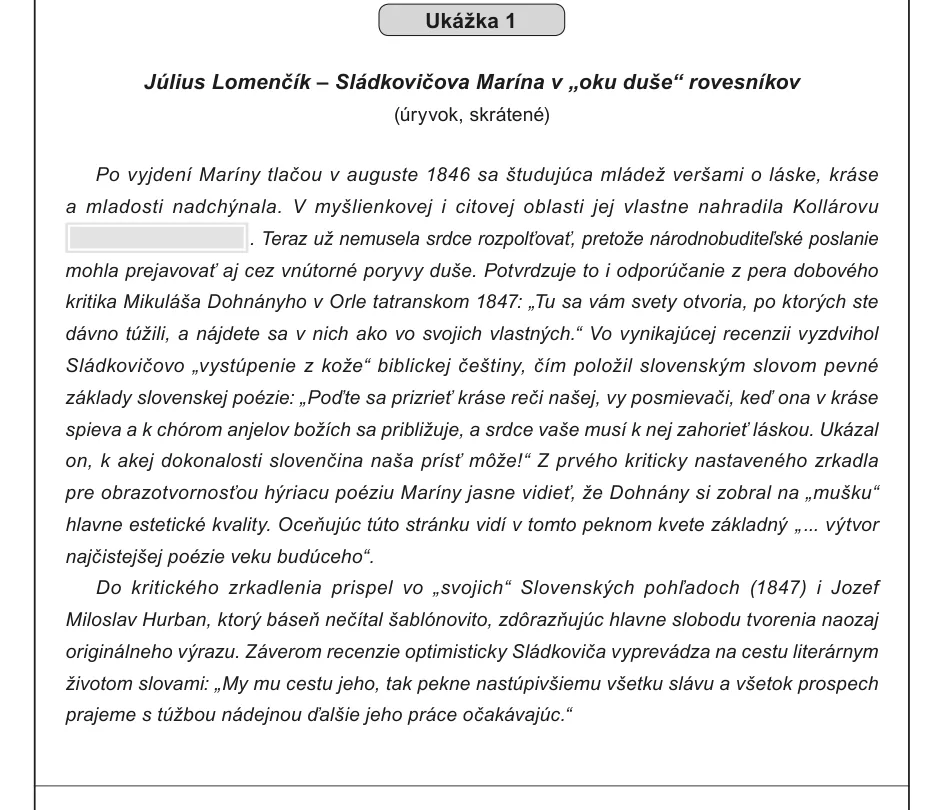 Ukážka 1
Július Lomenčík – Sládkovičova Marína v „oku duše“ rovesníkov
(úryvok, skrátené)
Po vyjdení Maríny tlačou v auguste 1846 sa študujúca mládež veršami o láske, kráse
a mladosti nadchýnala. V myšlienkovej i citovej oblasti jej vlastne nahradila Kollárovu
. Teraz už nemusela srdce rozpolťovať, pretože národnobuditeľské poslanie
mohla prejavovať aj cez vnútorné poryvy duše. Potvrdzuje to i odporúčanie z pera dobového
kritika Mikuláša Dohnányho v Orle tatranskom 1847: „Tu sa vám svety otvoria, po ktorých ste
dávno túžili, a nájdete sa v nich ako vo svojich vlastných.“ Vo vynikajúcej recenzii vyzdvihol
Sládkovičovo „vystúpenie z kože“ biblickej češtiny, čím položil slovenským slovom pevné
základy slovenskej poézie: „Poďte sa prizrieť kráse reči našej, vy posmievači, keď ona v kráse
spieva a k chórom anjelov božích sa približuje, a srdce vaše musí k nej zahorieť láskou. Ukázal
on, k akej dokonalosti slovenčina naša prísť môže!“ Z prvého kriticky nastaveného zrkadla
pre obrazotvornosťou hýriacu poéziu Maríny jasne vidieť, že Dohnány si zobral na „mušku“
hlavne estetické kvality. Oceňujúc túto stránku vidí v tomto peknom kvete základný „... výtvor
najčistejšej poézie veku budúceho“.
Do kritického zrkadlenia prispel vo „svojich“ Slovenských pohľadoch (1847) i Jozef
Miloslav Hurban, ktorý báseň nečítal šablónovito, zdôrazňujúc hlavne slobodu tvorenia naozaj
originálneho výrazu. Záverom recenzie optimisticky Sládkoviča vyprevádza na cestu literárnym
životom slovami: „My mu cestu jeho, tak pekne nastúpivšiemu všetku slávu a všetok prospech
prajeme s túžbou nádejnou ďalšie jeho práce očakávajúc.“